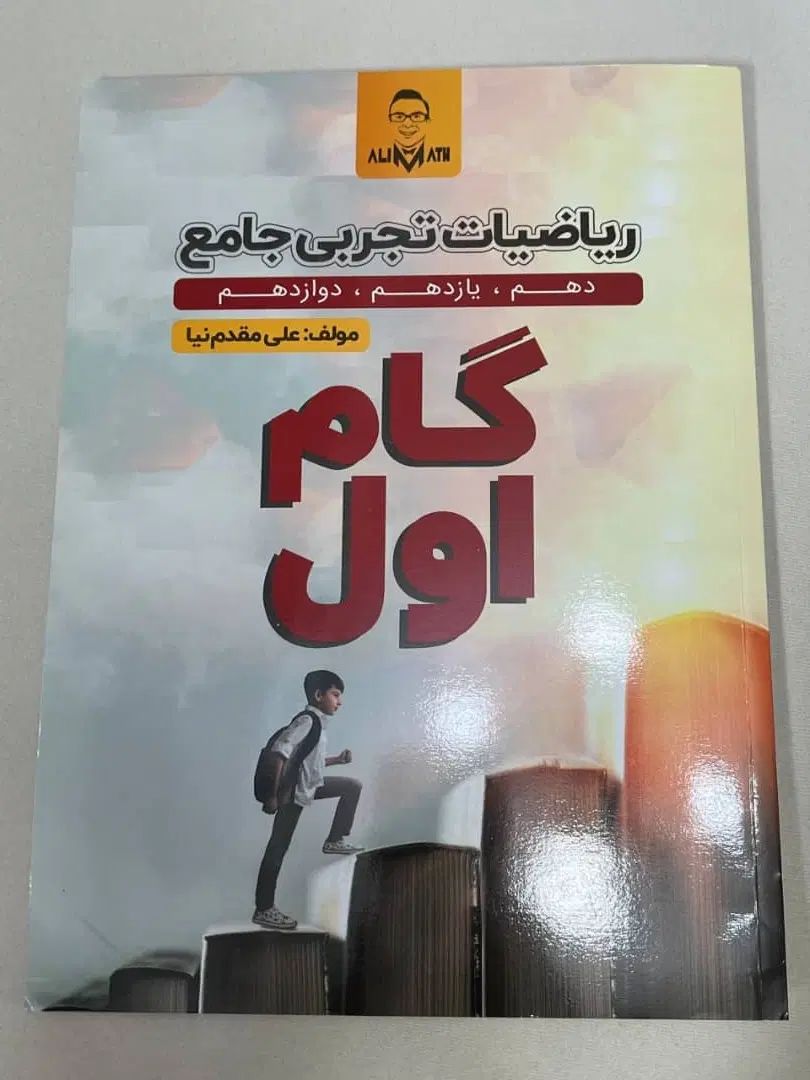 ALI MATH
ریاضیات تجربی جامع
دهم ، یازدهم ، دوازدهم
مولف: علی مقدم‌نیا
گام
اول